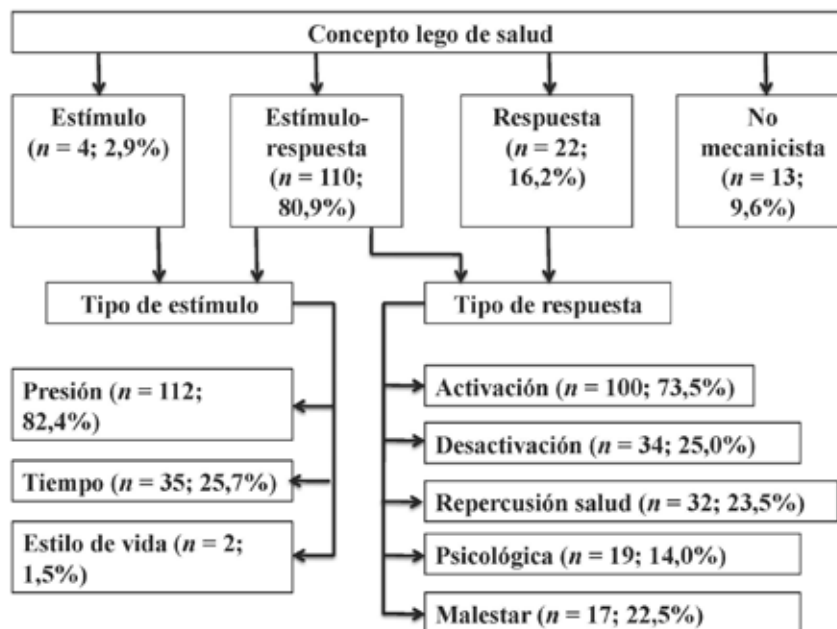 Concepto lego de salud
Estímulo
(n = 4; 2,9%)
Estímulo-
respuesta
(n = 110;
80,9%)
Respuesta
(n = 22;
16,2%)
No
mecanicista
(n = 13;
9,6%)
Tipo de estímulo
Tipo de respuesta
Presión (n = 112;
82,4%)
Tiempo (n = 35; 25,7%)
Estilo de vida (n = 2;
1,5%)
Activación (n = 100; 73,5%)
Desactivación (n = 34; 25,0%)
Repercusión salud (n = 32; 23,5%)
Psicológica (n = 19; 14,0%)
Malestar (n = 17; 22,5%)